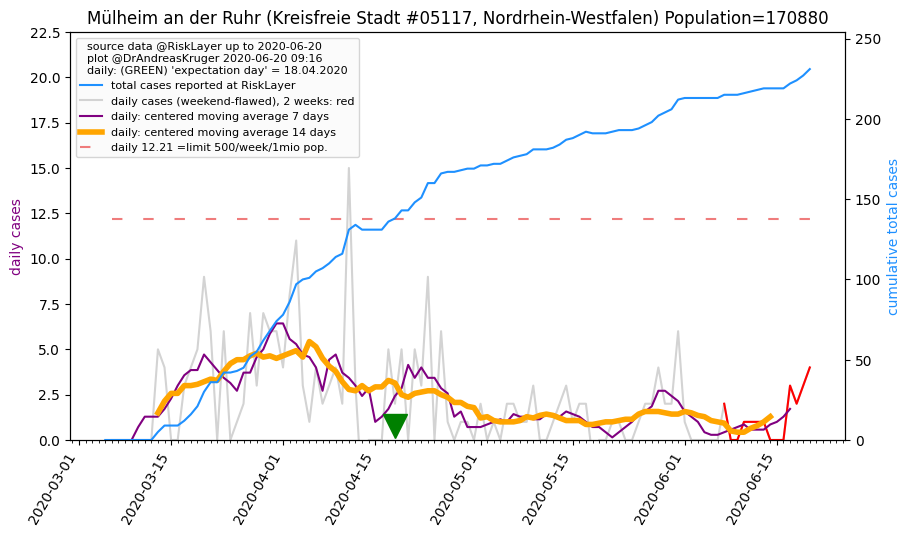 Mülheim an der Ruhr (Kreisfreie Stadt #05117, Nordrhein-Westfalen) Population=170880
source data @RiskLayer up to 2020-06-20
plot @DrAndreasKruger 2020-06-20 09:16
daily: (GREEN) 'expectation day' = 18.04.2020
total cases reported at RiskLayer
daily cases (weekend-flawed), 2 weeks: red
daily: centered moving average 7 days
daily: centered moving average 14 days
daily 12.21 =limit 500/week/1mio pop.
daily cases
22.5
20.0
17.5
15.0
12.5
10.0
7.5
5.0
2.5
0.0
250
200
150
100
50
0
cumulative total cases
2020-03-01
2020-03-15
2020-04-01
2020-04-15
2020-05-01
2020-05-15
2020-06-01
2020-06-15